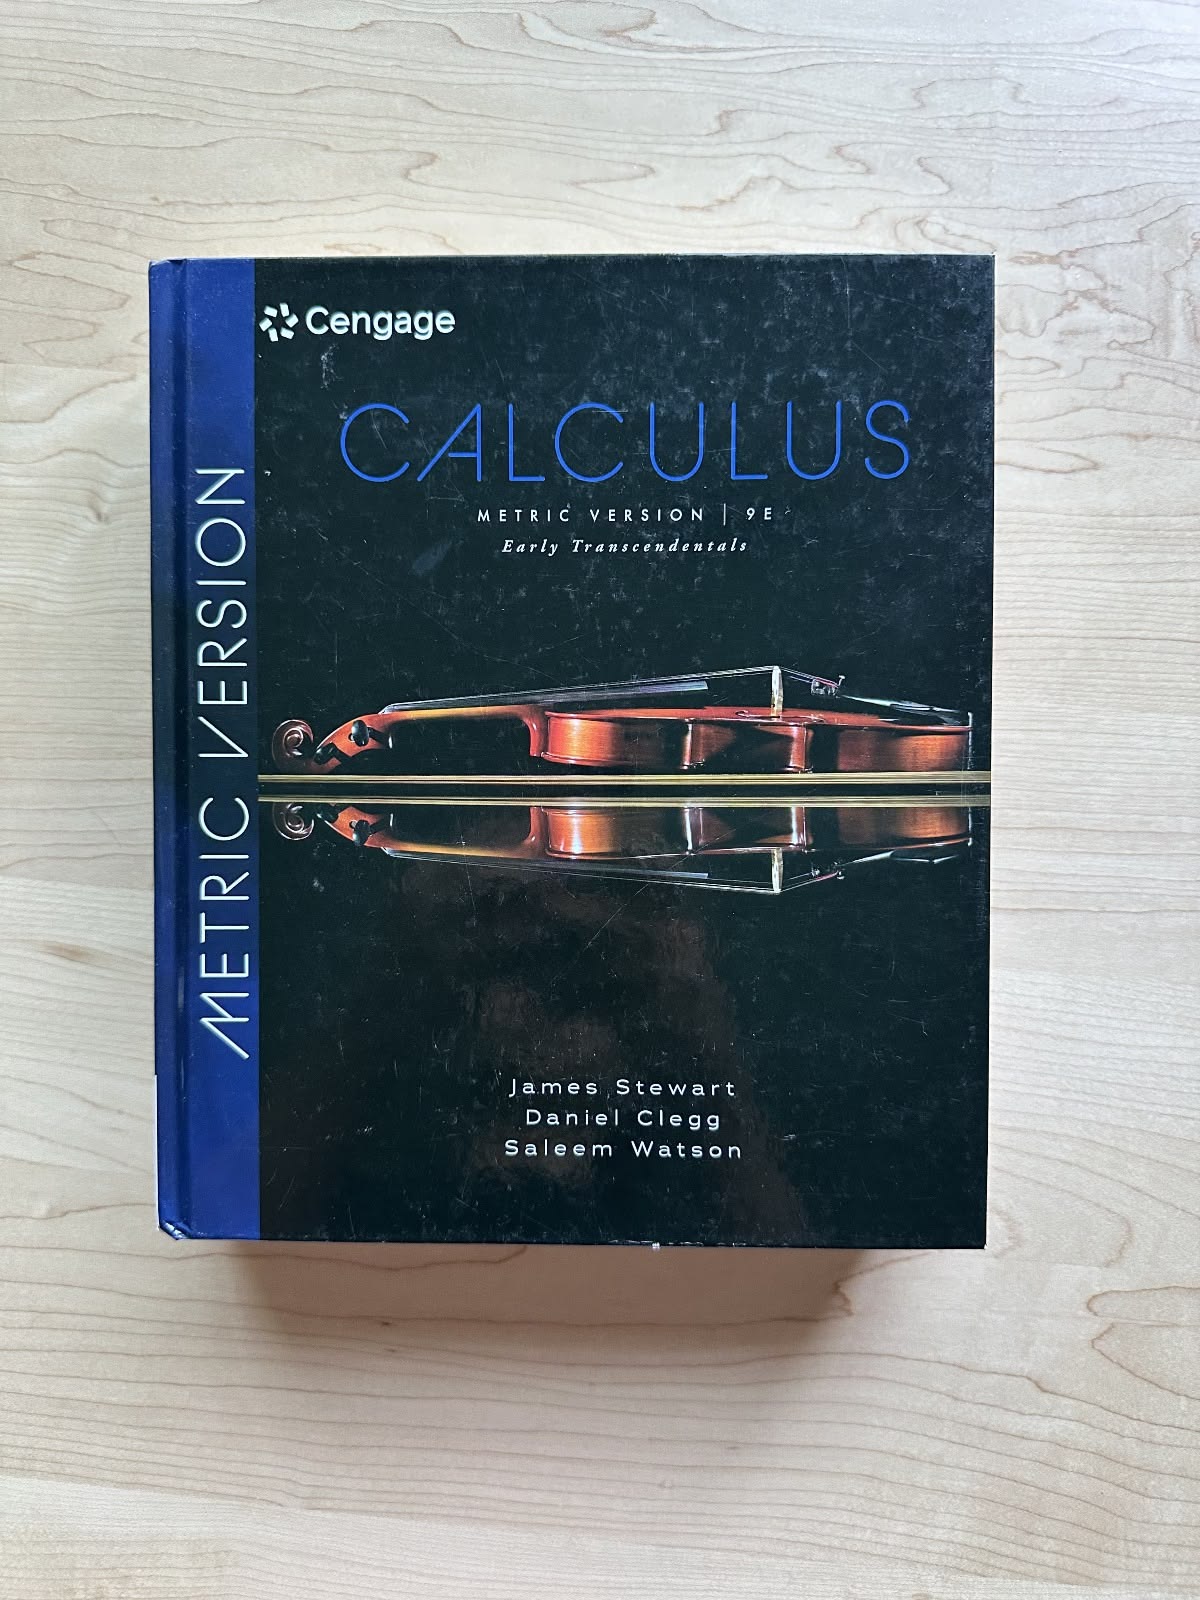 Cengage
CALCULUS
METRIC VERSION | 9E
Early Transcendentals
METRIC VERSION
James Stewart
Daniel Clegg
Saleem Watson